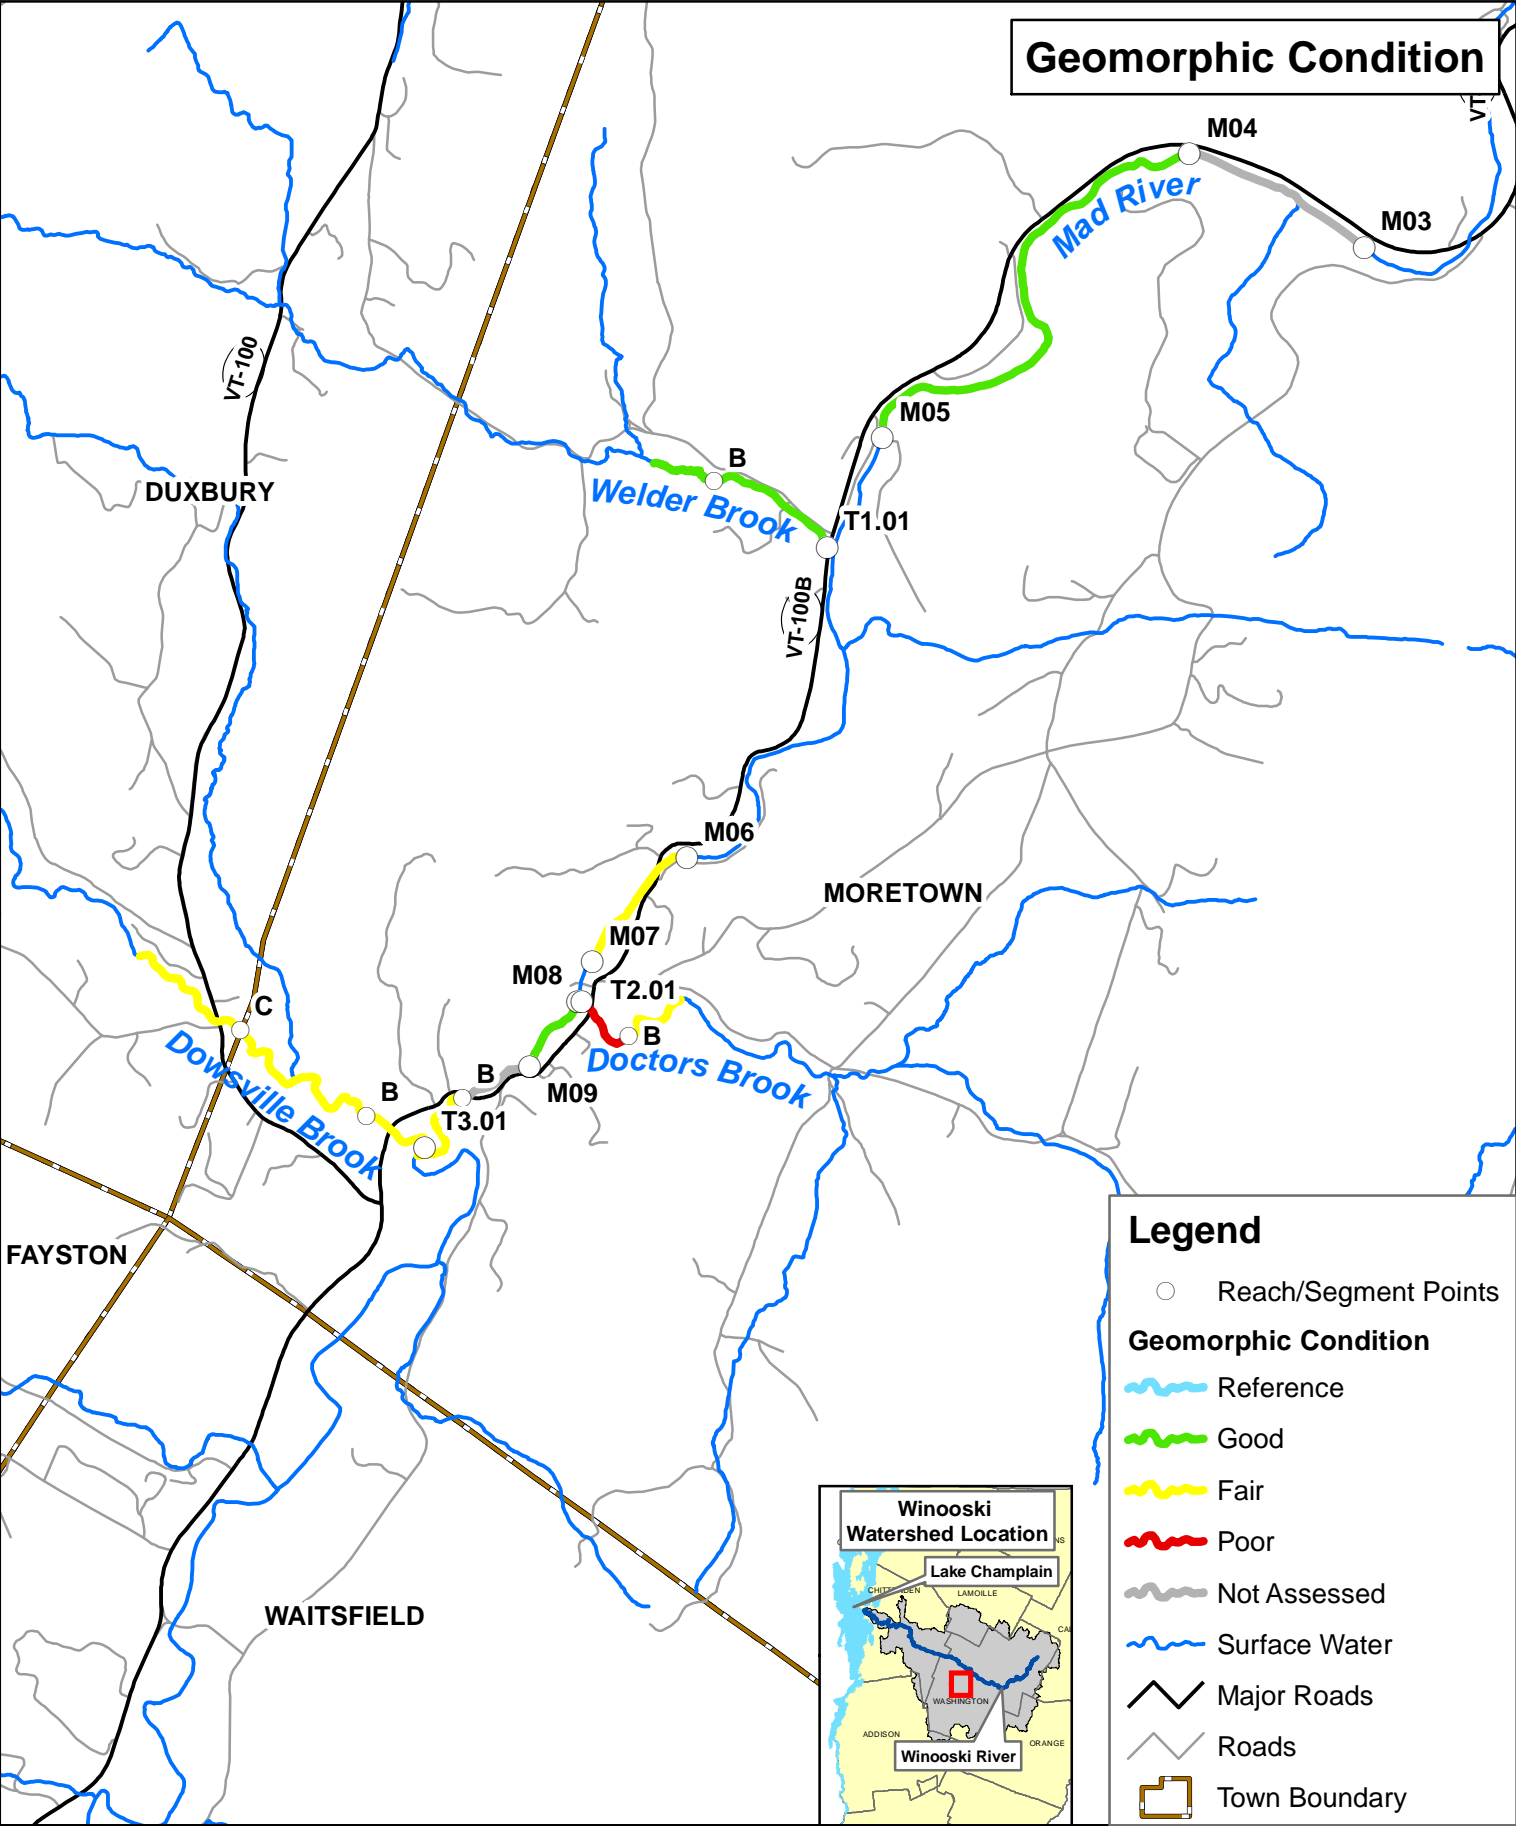 Geomorphic Condition
VT
M04
Mad River
M03
VT-100
M05
B
Welder Brook
DUXBURY
T1.01
VT-100B
M06
MORETOWN
M07
M08
T2.01
C
B
Doctors Brook
Dowsville Brook
B
M09
B
T3.01
FAYSTON
WAITSFIELD
Legend
Reach/Segment Points
Geomorphic Condition
Reference
Good
Fair
Poor
Not Assessed
Surface Water
Major Roads
Roads
Town Boundary
Winooski
Watershed Location
Lake Champlain
LAMOILLE
WASHINGTON
ADDISON
ORANGE
Winooski River